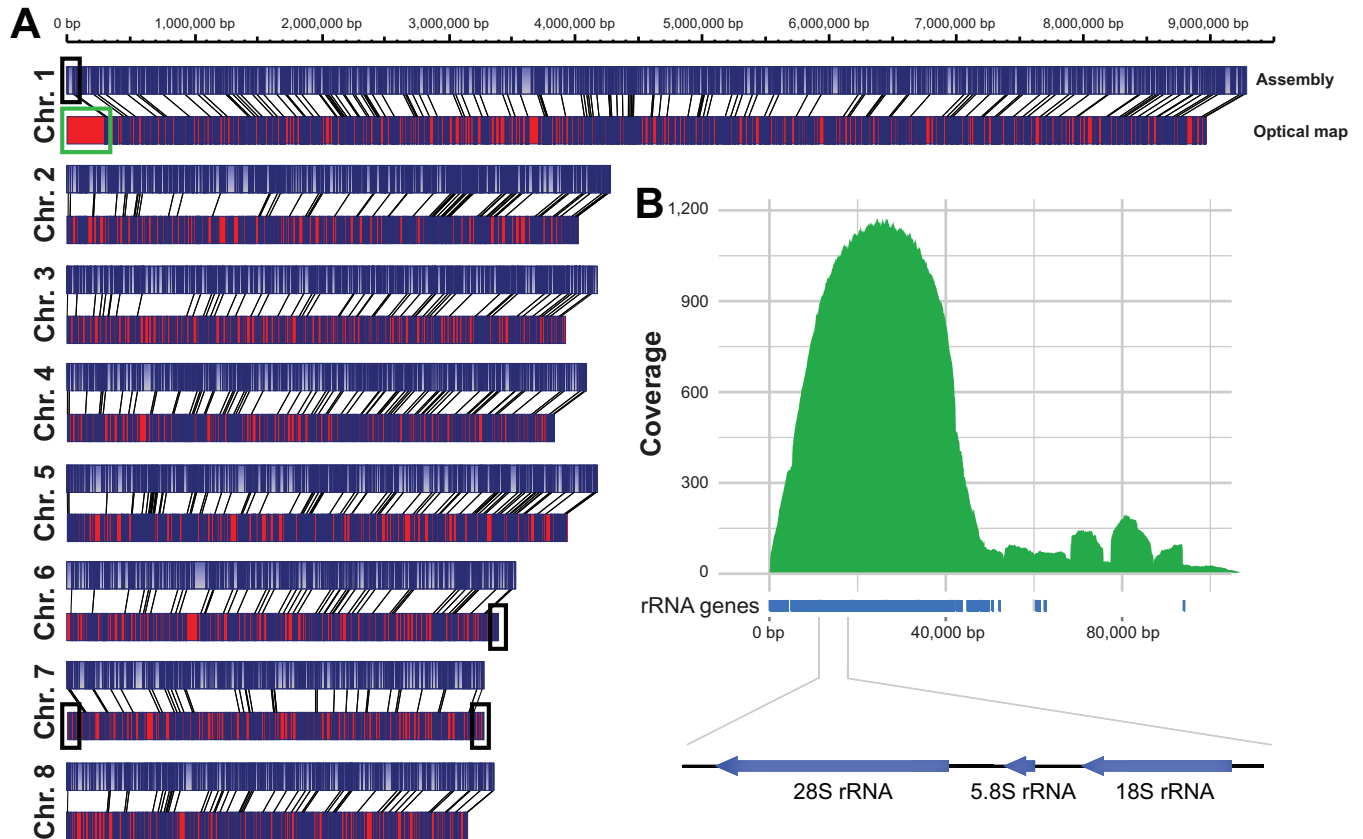 A
0 bp 1,000,000 bp 2,000,000 bp 3,000,000 bp 4,000,000 bp 5,000,000 bp 6,000,000 bp 7,000,000 bp 8,000,000 bp 9,000,000 bp
Chr. 1
Assembly
Optical map
Chr. 2
Chr. 3
Chr. 4
Chr. 5
Chr. 6
Chr. 7
Chr. 8
B
Coverage
1,200
900
600
300
0
rRNA genes
0 bp 40,000 bp 80,000 bp
28S rRNA 5.8S rRNA 18S rRNA